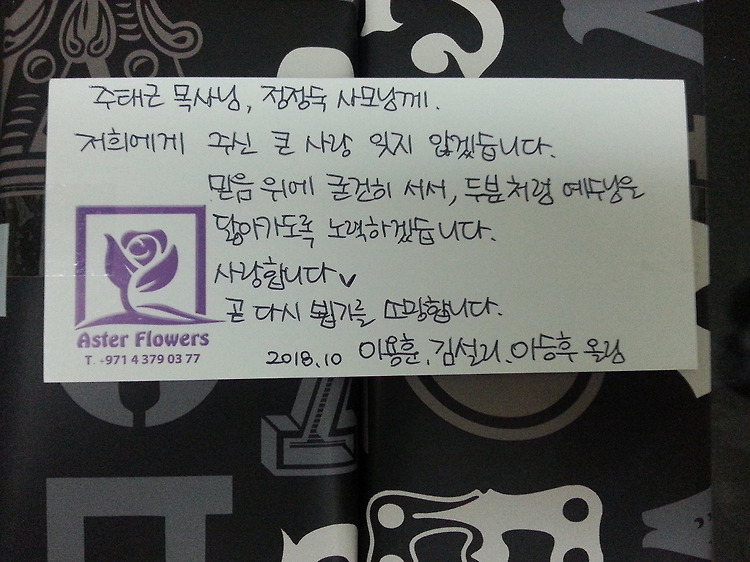 주태근 목사님, 정정숙 사모님께.
저희에게 주신 큰 사랑 잊지 않겠습니다.
믿음 위에 굳건히 서서, 두분처럼 예수님을
닮아가도록 노력하겠습니다.
사랑합니다
곧 다시 뵙기를 소망합니다.
Aster Flowers
T. +971 4 379 03 77
2018.10 이용훈, 김설리, 이승후 올림